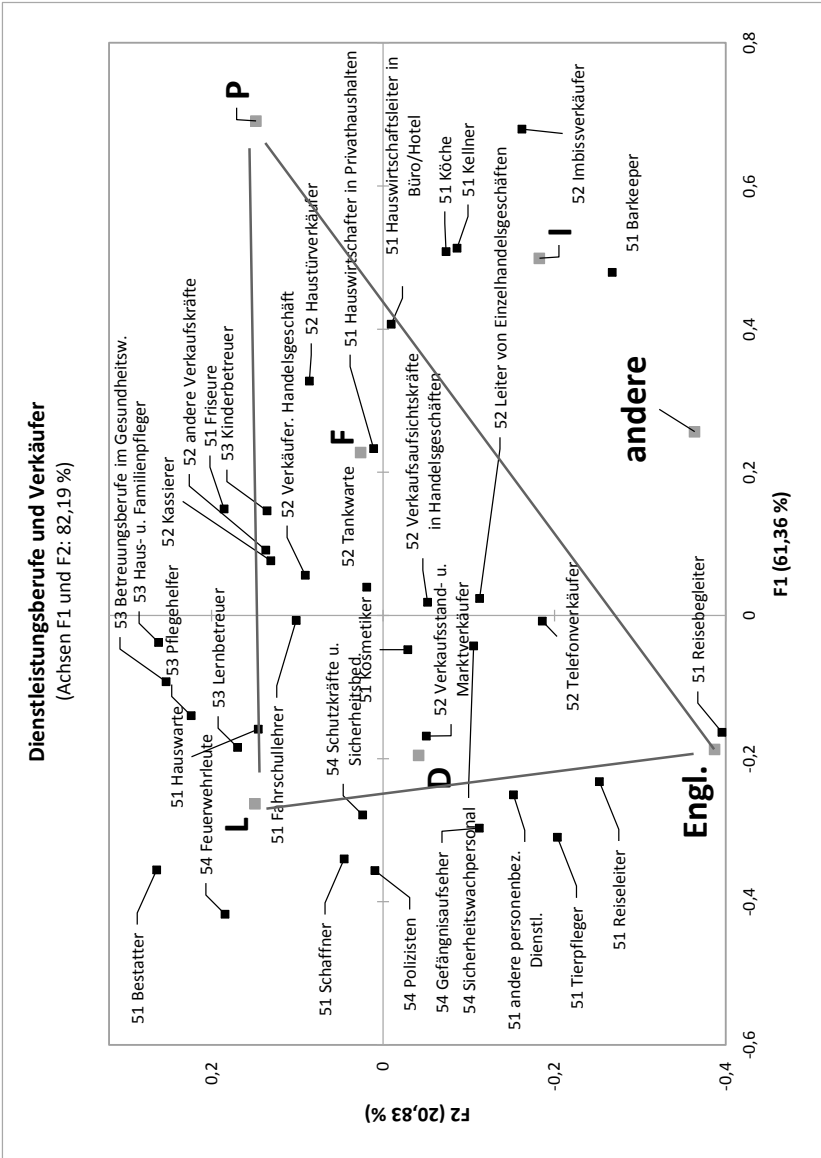 Dienstleistungsberufe und Verkäufer
(Achsen F1 und F2: 82,19 %)
51 Bestatter
54 Feuerwehrleute
51 Hauswarte
53 Lernbetreuer
53 Pflegehelfer
53 Haus- u. Familienpfleger
53 Betreuungsberufe im Gesundheitsw.
52 Kassierer
52 andere Verkaufskräfte
51 Friseure
53 Kinderbetreuer
52 Verkäufer. Handelsgeschäft
52 Haustürverkäufer
P
L
51 Fahrschullehrer
51 Schaffner
54 Polizisten
54 Schutzkräfte u.
Sicherheitsbed.
51 Kosmetiker
52 Tankwarte
F
51 Hauswirtschafter in Privathaushalten
51 Hauswirtschaftsleiter in
Büro/Hotel
D
52 Verkaufsstand- u.
Marktverkäufer
52 Verkaufsaufsichtskräfte
in Handelsgeschäften
51 Köche
51 Kellner
54 Gefängnisaufseher
54 Sicherheitswachpersonal
52 Leiter von Einzelhandelsgeschäften
51 andere personenbez.
Dienstl.
51 Tierpfleger
51 Reiseleiter
52 Telefonverkäufer
52 Imbissverkäufer
I
51 Barkeeper
andere
Engl.
51 Reisebegleiter
0,2
0
-0,2
-0,4
F2 (20,83 %)
-0,6
-0,4
-0,2
0
0,2
0,4
0,6
0,8
F1 (61,36 %)